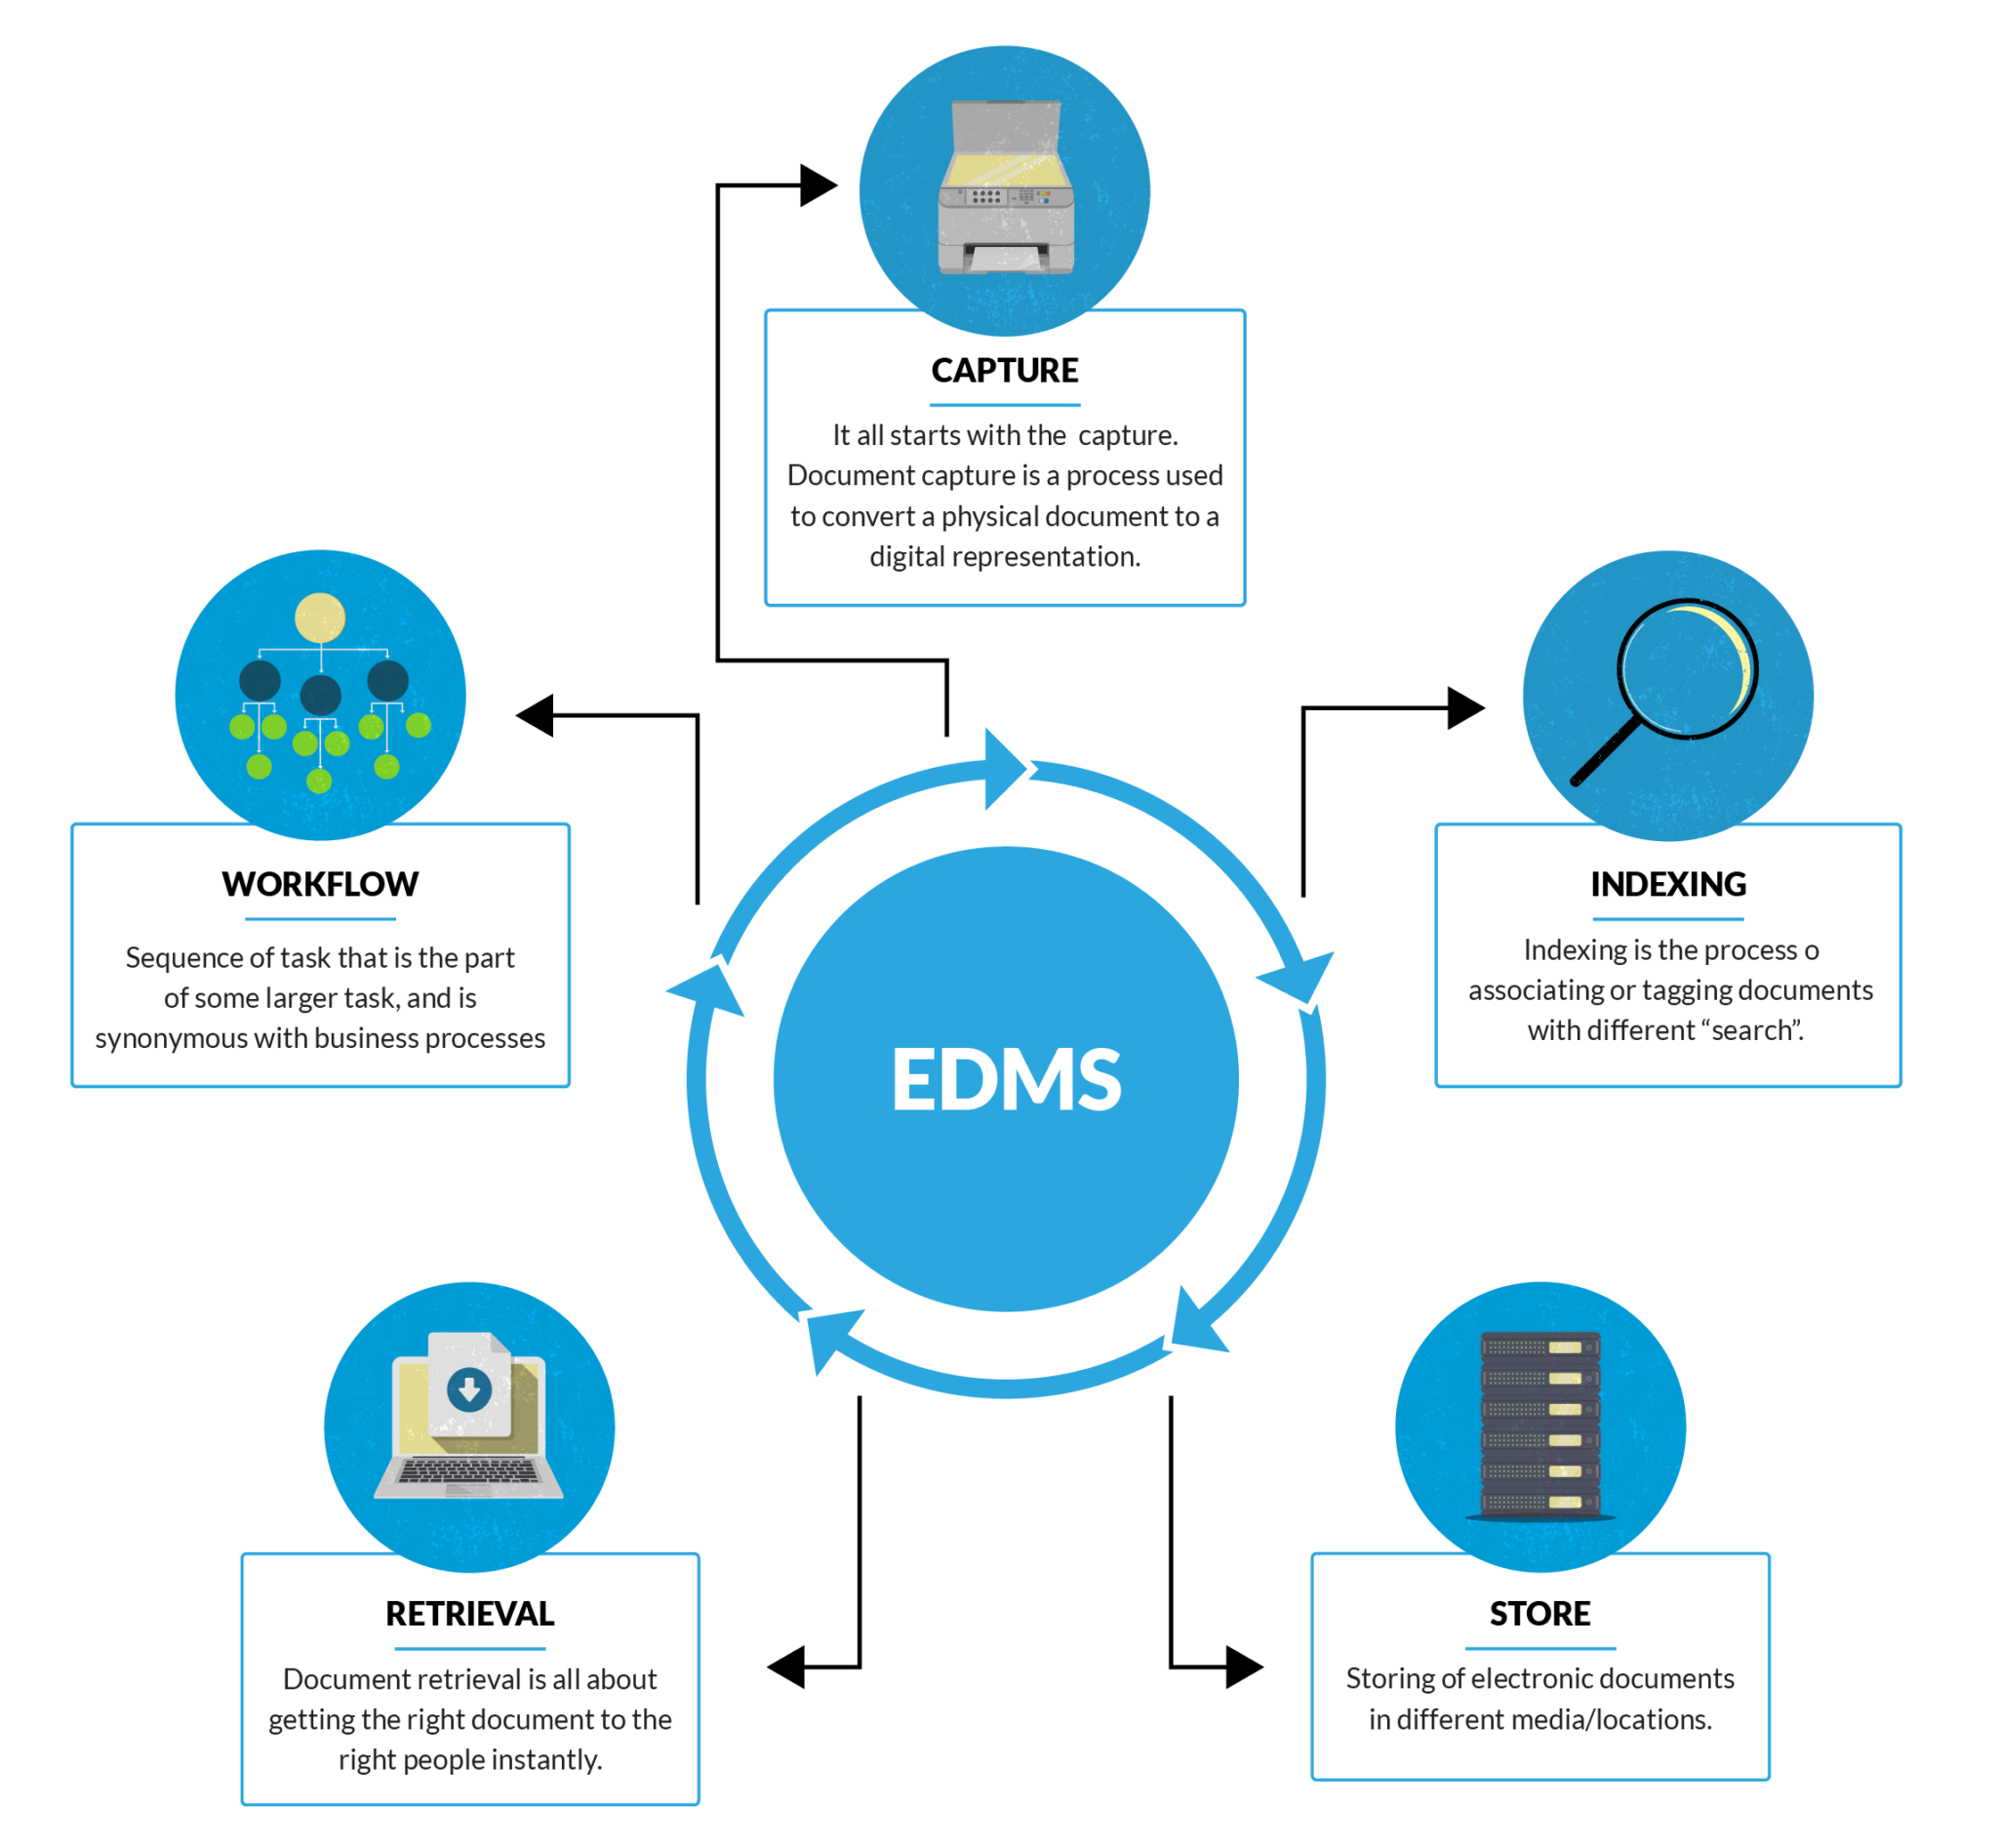 CAPTURE
It all starts with the capture.
Document capture is a process used
to convert a physical document to a
digital representation.
WORKFLOW
Sequence of task that is the part
of some larger task, and is
synonymous with business processes
INDEXING
Indexing is the process o
associating or tagging documents
with different “search”.
EDMS
RETRIEVAL
Document retrieval is all about
getting the right document to the
right people instantly.
STORE
Storing of electronic documents
in different media/locations.